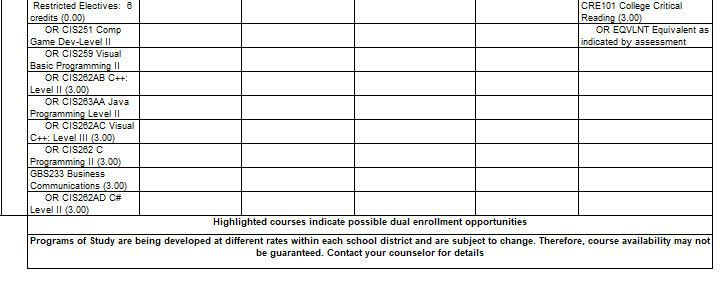 Restricted Electives: 6
credits (0.00)
OR CIS251 Comp
Game Dev-Level II
OR CIS259 Visual
Basic Programming II
OR CIS262AB C++:
Level II (3.00)
OR CIS263AA Java
Programming Level II
OR CIS262AC Visual
C++: Level III (3.00)
OR CIS262 C
Programming II (3.00)
GBS233 Business
Communications (3.00)
OR CIS262AD C#
Level II (3.00)
CRE101 College Critical
Reading (3.00)
OR EQVLNT Equivalent as
indicated by assessment
Highlighted courses indicate possible dual enrollment opportunities
Programs of Study are being developed at different rates within each school district and are subject to change. Therefore, course availability may not
be guaranteed. Contact your counselor for details